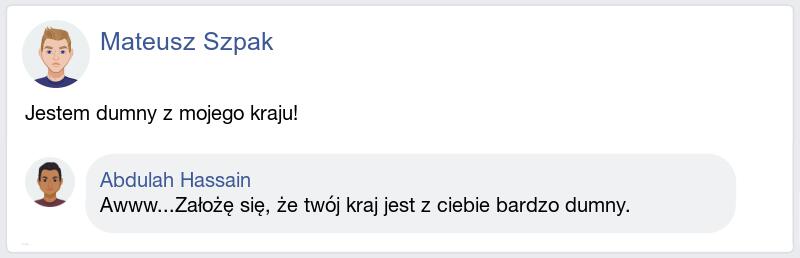 Mateusz Szpak
Jestem dumny z mojego kraju!
Abdulah Hassain
Awww...Założę się, że twój kraj jest z ciebie bardzo dumny.